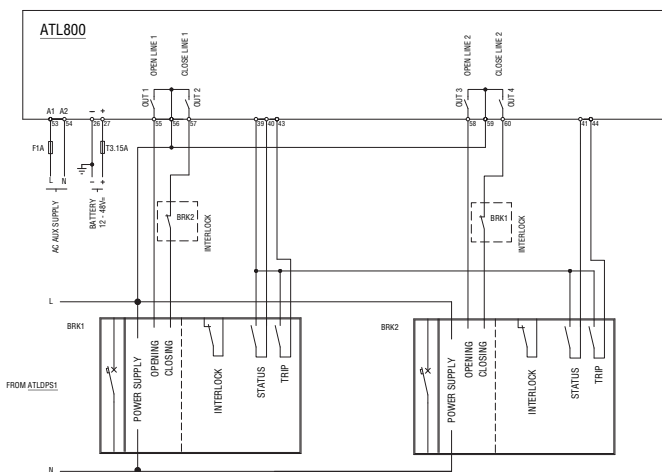 ATL800
OPEN LINE 1
CLOSE LINE 1
OPEN LINE 2
CLOSE LINE 2
OUT 1
OUT 2
OUT 3
OUT 4
A1 A2
– +
53 54 26 27 55 56 57 39 40 43 58 59 60 41 44
F1A
T3.15A
L N
– +
AC AUX SUPPLY
BATTERY
12 - 48V=
BRK2
INTERLOCK
BRK1
INTERLOCK
L
BRK1
BRK2
FROM ATLDPS1
POWER SUPPLY
OPENING
CLOSING
INTERLOCK
STATUS
TRIP
POWER SUPPLY
OPENING
CLOSING
INTERLOCK
STATUS
TRIP
N